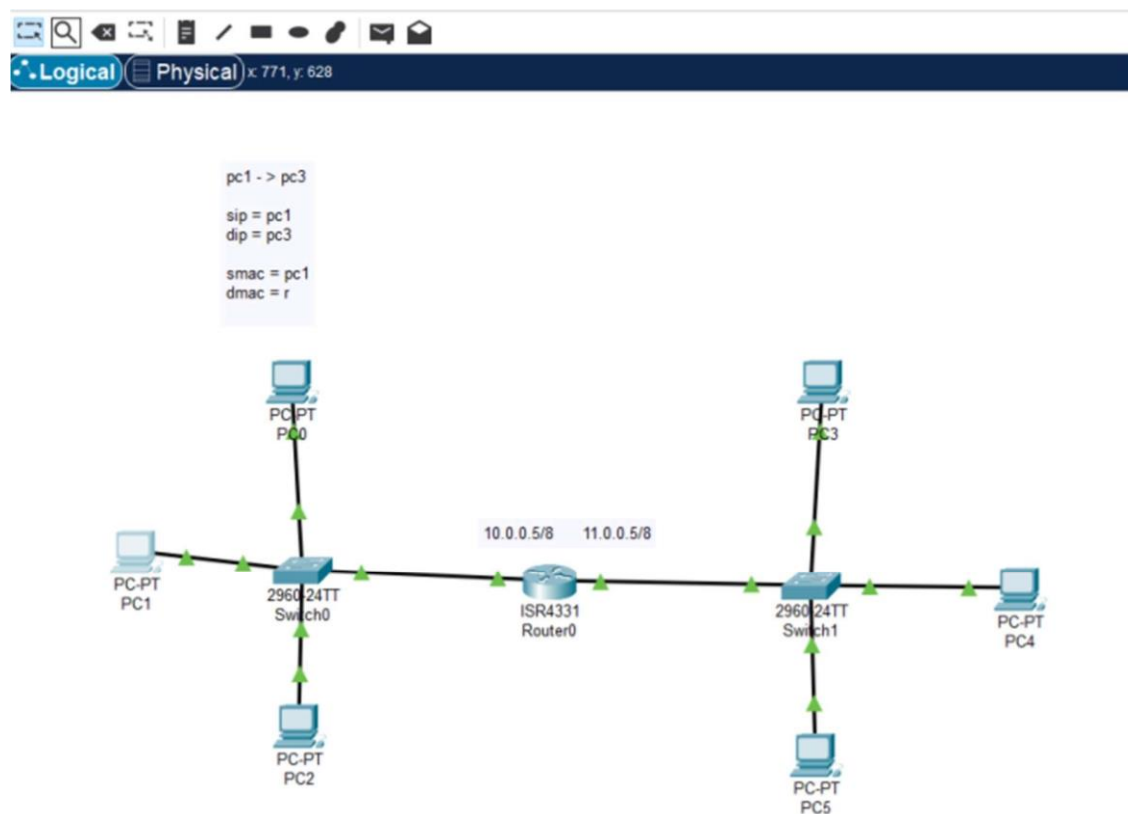 Logical Physical x: 771, y: 628
pc1 - > pc3
sip = pc1
dip = pc3
smac = pc1
dmac = r
PC-PT
PC0
PC-PT
PC3
10.0.0.5/8 11.0.0.5/8
PC-PT
PC1
2960-24TT
Switch0
ISR4331
Router0
2960-24TT
Switch1
PC-PT
PC4
PC-PT
PC2
PC-PT
PC5